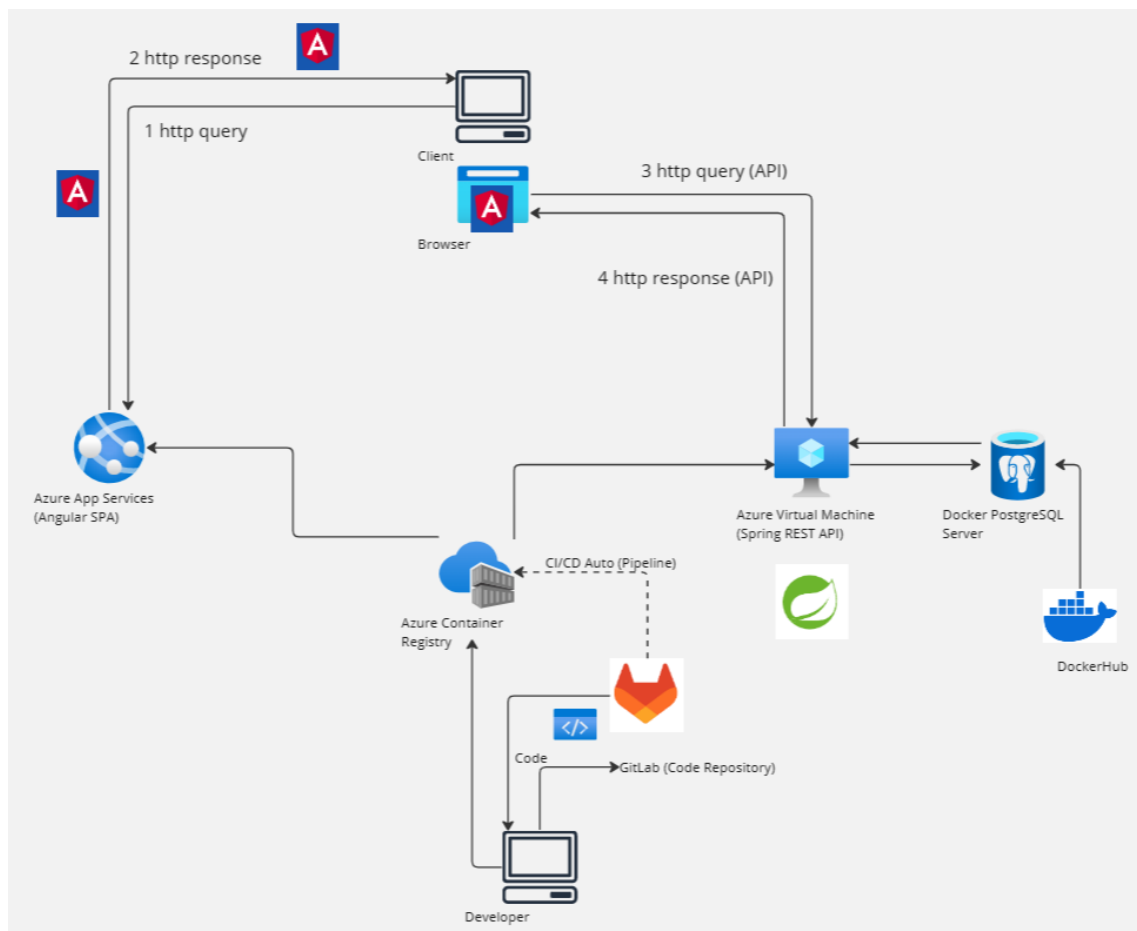 2 http response
1 http query
Client
3 http query (API)
Browser
4 http response (API)
Azure App Services
(Angular SPA)
Azure Virtual Machine
(Spring REST API)
Docker PostgreSQL
Server
CI/CD Auto (Pipeline)
Azure Container
Registry
DockerHub
Code
GitLab (Code Repository)
Developer